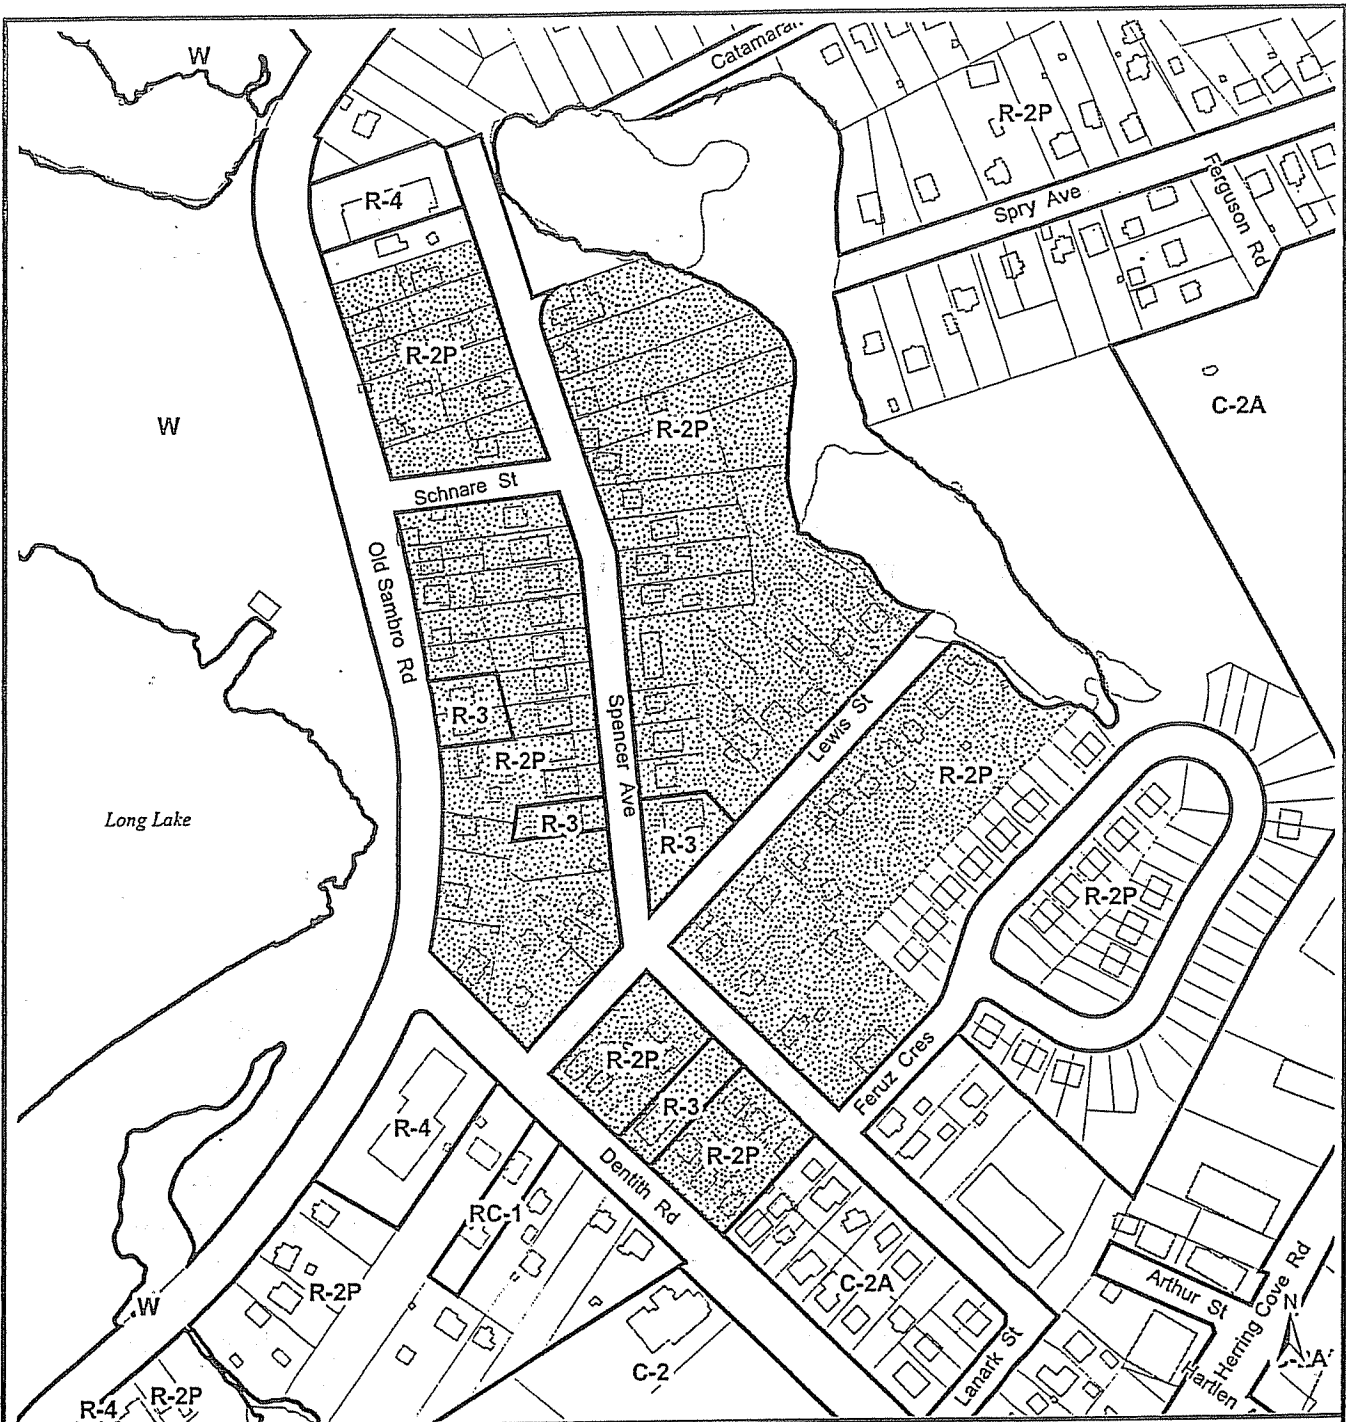 W
Catamaran
R-2P
R-4
Spry Ave
Ferguson Rd
R-2P
R-2P
C-2A
W
Schnare St
Old Sambro Rd
R-3
Spencer Ave
Lewis St
R-2P
R-2P
Long Lake
R-3
R-3
R-2P
R-2P
Feruz Cres
R-3
R-4
R-2P
Dentith Rd
RC-1
R-2P
C-2A
Arthur St
Herring Cove Rd
N
W
Lanark St
Hartlen
C-2
R-2P
R-4